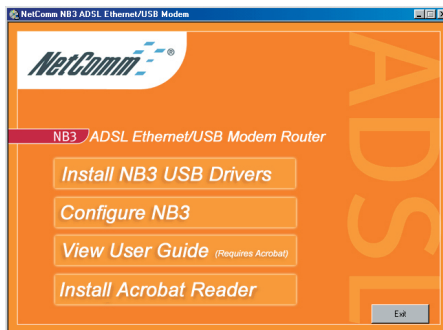 NetComm NB3 ADSL Ethernet/USB Modem
NetComm®
NB3 ADSL Ethernet/USB Modem Router
Install NB3 USB Drivers
Configure NB3
View User Guide (Requires Acrobat)
Install Acrobat Reader
ADSL
Exit